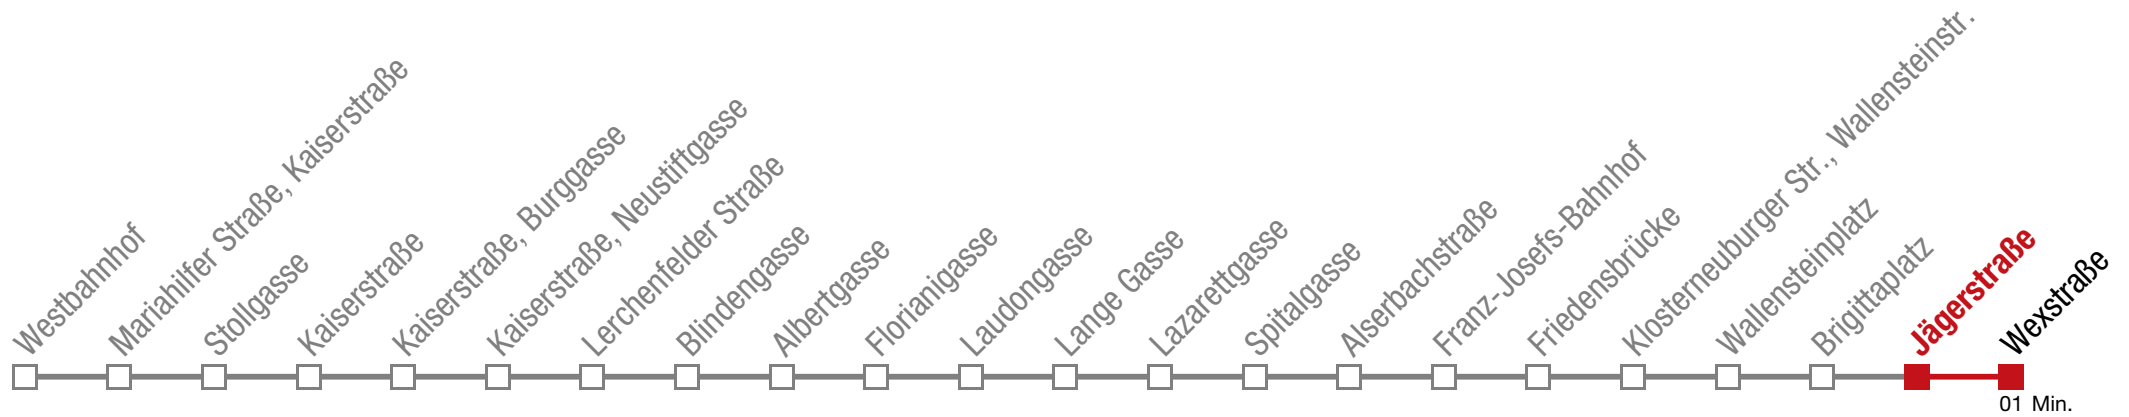 Westbahnhof
Mariahilfer Straße, Kaiserstraße
Stollgasse
Kaiserstraße
Kaiserstraße, Burggasse
Kaiserstraße, Neustiftgasse
Lerchenfelder Straße
Blindengasse
Albertgasse
Florianigasse
Laudongasse
Lange Gasse
Lazarettgasse
Spitalgasse
Alserbachstraße
Franz-Josefs-Bahnhof
Friedensbrücke
Klosterneuburger Str., Wallensteinstr.
Wallensteinplatz
Brigittaplatz
Jägerstraße
Wexstraße
01 Min.